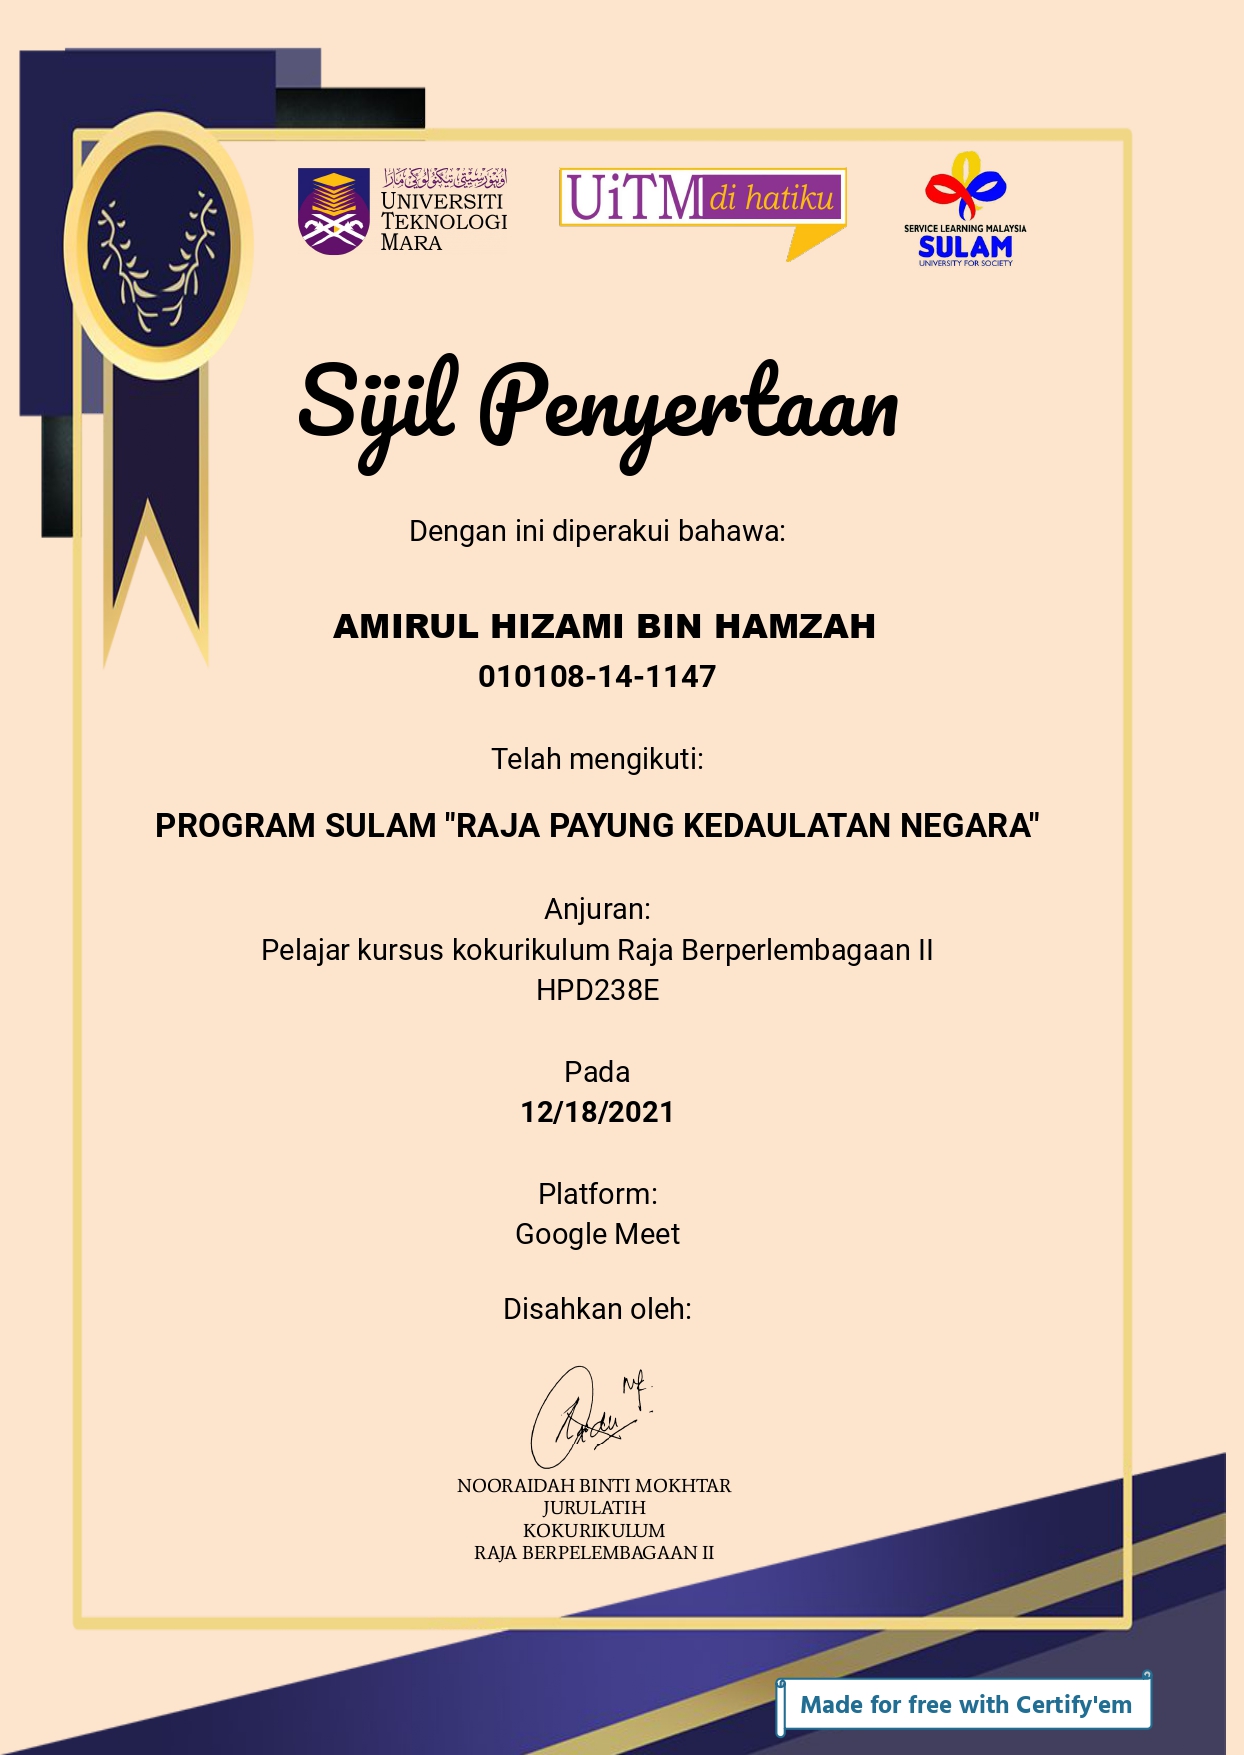 اونيۏرسيتي تيکنولوݢي مارا
UNIVERSITI
TEKNOLOGI
MARA
UiTM di hatiku
SERVICE LEARNING MALAYSIA
SULAM
UNIVERSITY FOR SOCIETY
Sijil Penyertaan
Dengan ini diperakui bahawa:
AMIRUL HIZAMI BIN HAMZAH
010108-14-1147
Telah mengikuti:
PROGRAM SULAM "RAJA PAYUNG KEDAULATAN NEGARA"
Anjuran:
Pelajar kursus kokurikulum Raja Berperlembagaan II
HPD238E
Pada
12/18/2021
Platform:
Google Meet
Disahkan oleh:
NOORAIDAH BINTI MOKHTAR
JURULATIH
KOKURIKULUM
RAJA BERPELEMBAGAAN II
Made for free with Certify'em